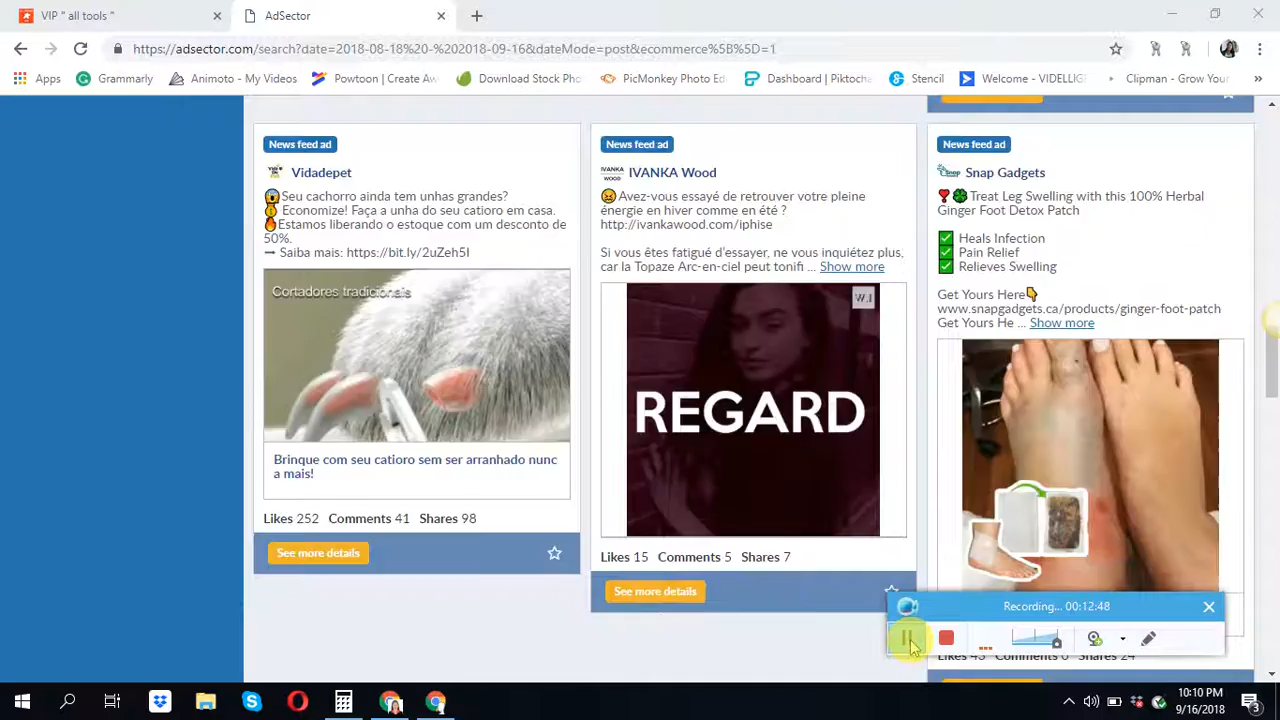 VIP " all tools "
AdSector
https://adsector.com/search?date=2018-08-18%20-%202018-09-16&dateMode=post&ecommerce%5B%5D=1
Apps
Grammarly
Animoto - My Videos
Powtoon | Create Aw
Download Stock Pho
PicMonkey Photo Edi
Dashboard | Piktocha
Stencil
Welcome - VIDELLIGE
Clipman - Grow Your
News feed ad
Vidadepet
Seu cachorro ainda tem unhas grandes?
Economize! Faça a unha do seu catioro em casa.
Estamos liberando o estoque com um desconto de
50%.
Saiba mais: https://bit.ly/2uZeh5I
Cortadores tradicionais
Brinque com seu catioro sem ser arranhado nunca
a mais!
Likes 252 Comments 41 Shares 98
See more details
News feed ad
IVANKA WOOD
IVANKA Wood
Avez-vous essayé de retrouver votre pleine
énergie en hiver comme en été ?
http://ivankawood.com/iphise
Si vous êtes fatigué d'essayer, ne vous inquiétez plus,
car la Topaze Arc-en-ciel peut tonifi ... Show more
W.I
REGARD
Likes 15 Comments 5 Shares 7
See more details
News feed ad
Snap
Snap Gadgets
Treat Leg Swelling with this 100% Herbal
Ginger Foot Detox Patch
Heals Infection
Pain Relief
Relieves Swelling
Get Yours Here
www.snapgadgets.ca/products/ginger-foot-patch
Get Yours He ... Show more
Recording... 00:12:48
10:10 PM
9/16/2018
3